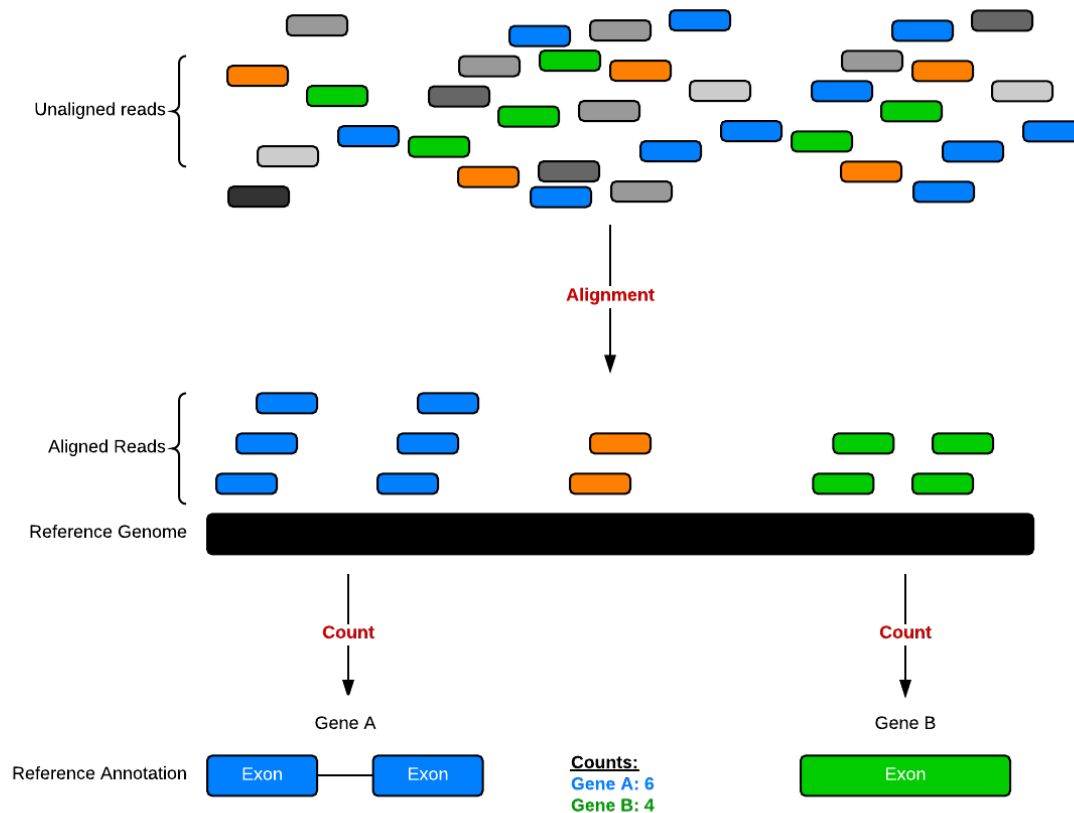 Unaligned reads
Alignment
Aligned Reads
Reference Genome
Count
Count
Gene A
Gene B
Reference Annotation
Exon
Exon
Counts:
Gene A: 6
Gene B: 4
Exon